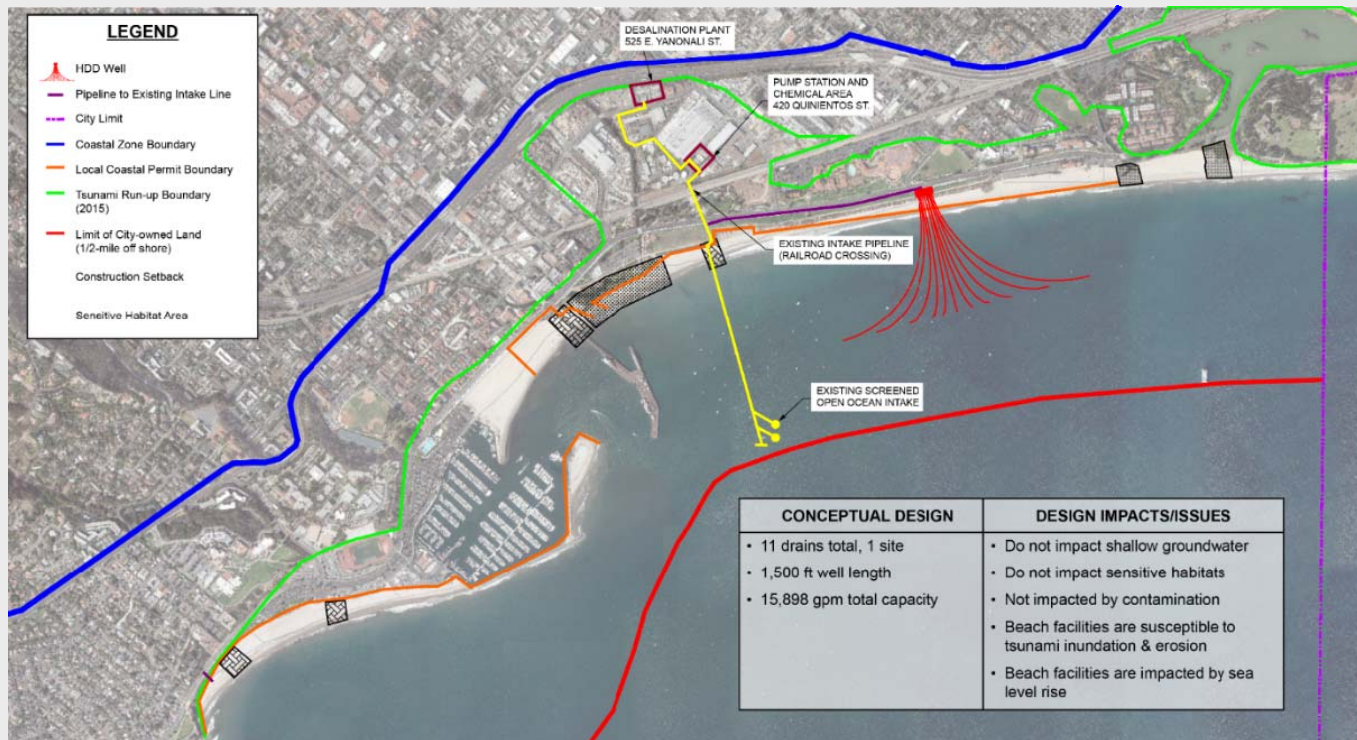 LEGEND
HDD Well
Pipeline to Existing Intake Line
City Limit
Coastal Zone Boundary
Local Coastal Permit Boundary
Tsunami Run-up Boundary
(2015)
Limit of City-owned Land
(1/2-mile off shore)
Construction Setback
Sensitive Habitat Area
DESALINATION PLANT
525 E. YANONALI ST.
PUMP STATION AND
CHEMICAL AREA
420 QUINIENTOS ST.
EXISTING INTAKE PIPELINE
(RAILROAD CROSSING)
EXISTING SCREENED
OPEN OCEAN INTAKE
CONCEPTUAL DESIGN
• 11 drains total, 1 site
• 1,500 ft well length
• 15,898 gpm total capacity
DESIGN IMPACTS/ISSUES
• Do not impact shallow groundwater
• Do not impact sensitive habitats
• Not impacted by contamination
• Beach facilities are susceptible to
tsunami inundation & erosion
• Beach facilities are impacted by sea
level rise